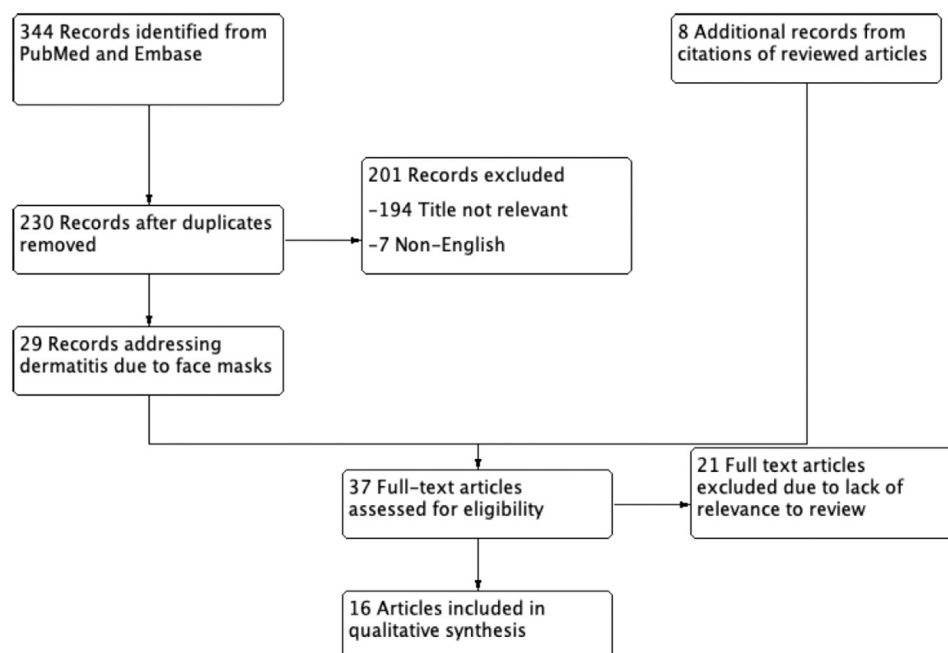 344 Records identified from
PubMed and Embase
8 Additional records from
citations of reviewed articles
201 Records excluded
-194 Title not relevant
-7 Non-English
230 Records after duplicates
removed
29 Records addressing
dermatitis due to face masks
37 Full-text articles
assessed for eligibility
21 Full text articles
excluded due to lack of
relevance to review
16 Articles included in
qualitative synthesis